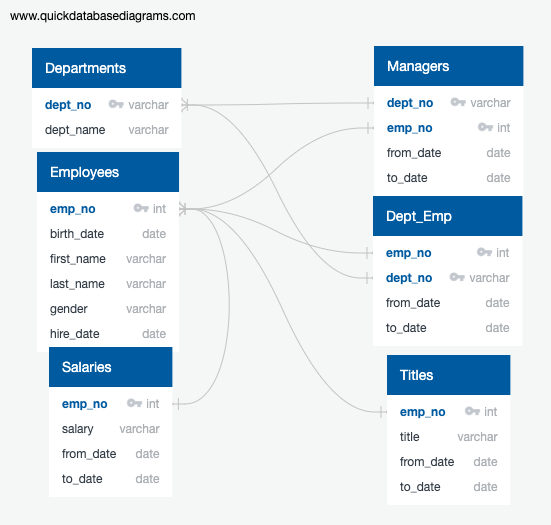 www.quickdatabasediagrams.com
Departments
dept_no varchar
dept_name varchar
Employees
emp_no int
birth_date date
first_name varchar
last_name varchar
gender varchar
hire_date date
Salaries
emp_no int
salary varchar
from_date date
to_date date
Managers
dept_no varchar
emp_no int
from_date date
to_date date
Dept_Emp
emp_no int
dept_no varchar
from_date date
to_date date
Titles
emp_no int
title varchar
from_date date
to_date date